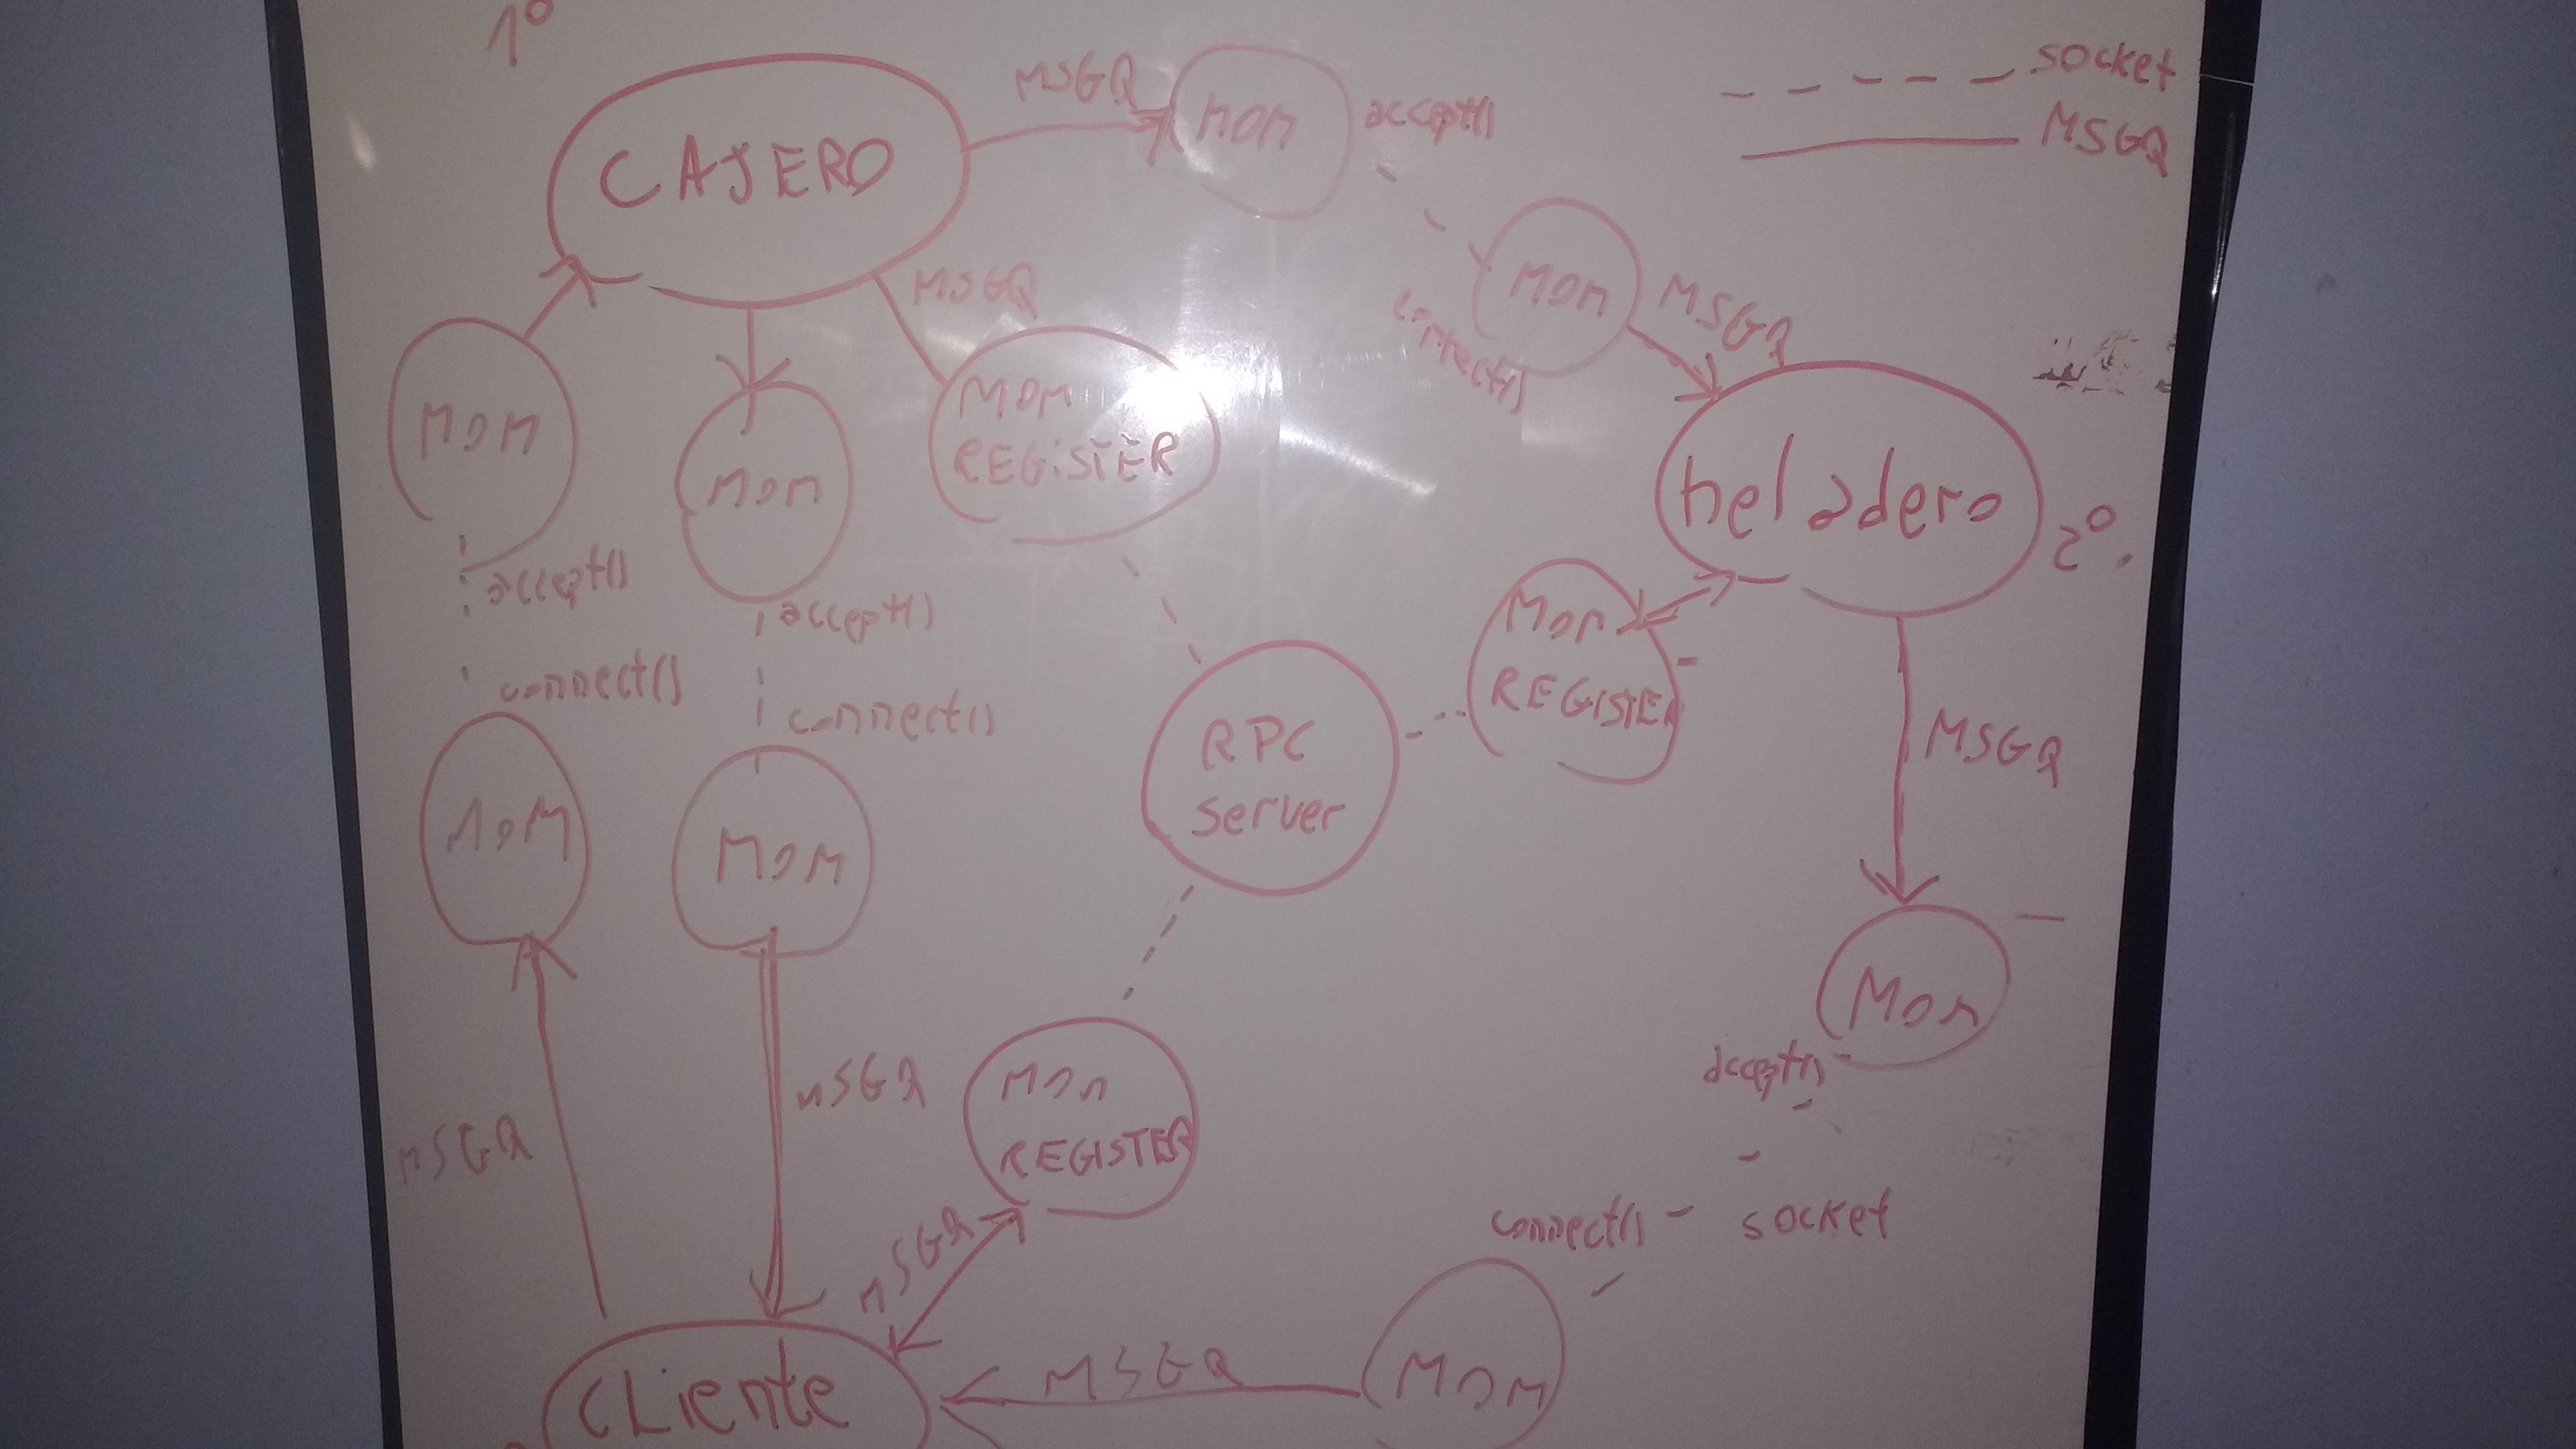 1º
MSGQ
MOM
accept()
socket
MSGQ
CAJERO
MSGQ
MOM
connect()
MSGQ
MOM
MOM
MOM
REGISTER
heladero
2º
accept()
accept()
connect()
connect()
MOM
REGISTER
RPC
server
MSGQ
MOM
MOM
MOM
accept()
MSGQ
MSGQ
MOM
REGISTER
MSGQ
connect()
socket
MSGQ
MOM
CLiente